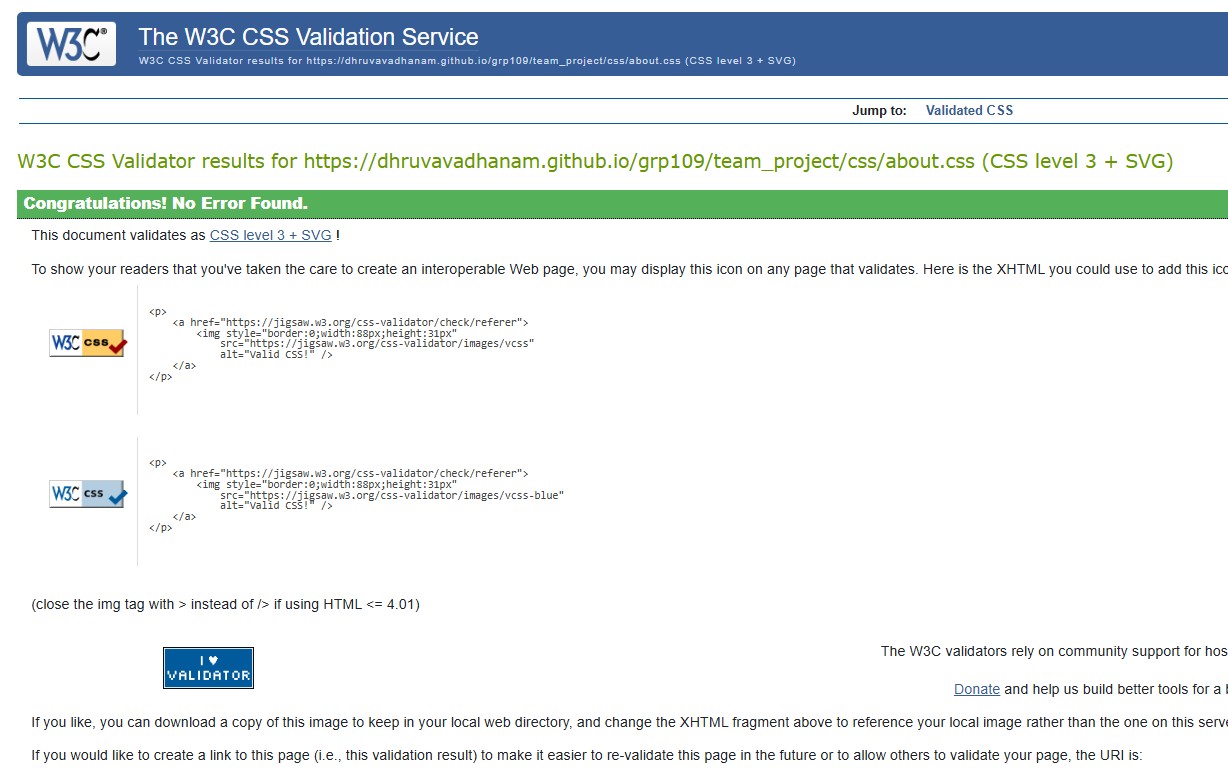 W3C® The W3C CSS Validation Service
W3C CSS Validator results for https://dhruvavadhanam.github.io/grp109/team_project/css/about.css (CSS level 3 + SVG)
Jump to: Validated CSS
W3C CSS Validator results for https://dhruvavadhanam.github.io/grp109/team_project/css/about.css (CSS level 3 + SVG)
Congratulations! No Error Found.
This document validates as CSS level 3 + SVG !
To show your readers that you've taken the care to create an interoperable Web page, you may display this icon on any page that validates. Here is the XHTML you could use to add this
W3C css
<p>
<a href="https://jigsaw.w3.org/css-validator/check/referer">
<img style="border:0;width:88px;height:31px"
src="https://jigsaw.w3.org/css-validator/images/vcss"
alt="Valid CSS!" />
</a>
</p>
W3C css
<p>
<a href="https://jigsaw.w3.org/css-validator/check/referer">
<img style="border:0;width:88px;height:31px"
src="https://jigsaw.w3.org/css-validator/images/vcss-blue"
alt="Valid CSS!" />
</a>
</p>
(close the img tag with > instead of /> if using HTML <= 4.01)
I ♥
VALIDATOR
The W3C validators rely on community support for
Donate and help us build better tools for a
If you like, you can download a copy of this image to keep in your local web directory, and change the XHTML fragment above to reference your local image rather than the one on this
If you would like to create a link to this page (i.e., this validation result) to make it easier to re-validate this page in the future or to allow others to validate your page, the URI is: